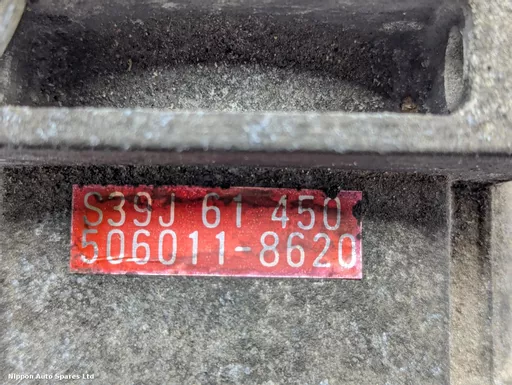 S39J 61 450
506011-8620
Nippon Auto Spares Ltd